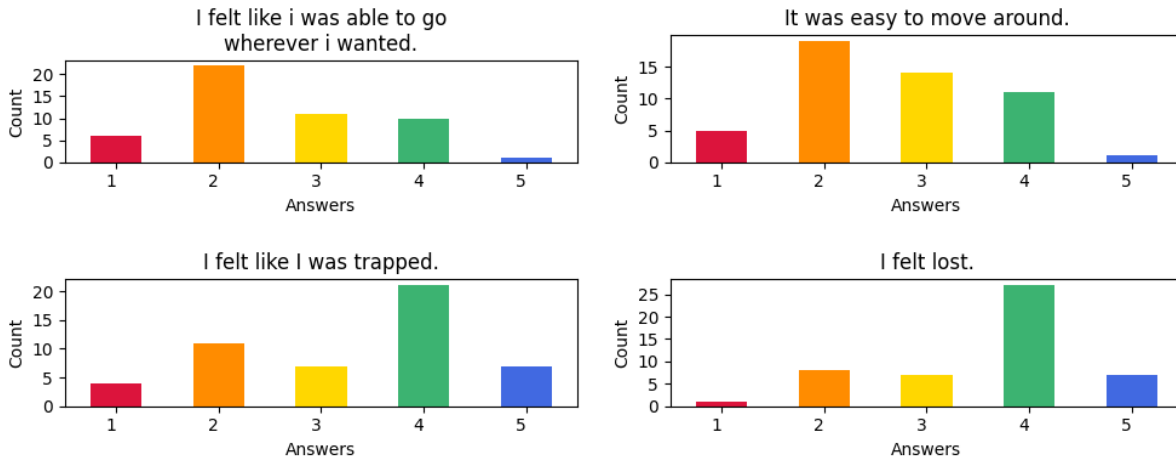 I felt like i was able to go
wherever i wanted.
20
15
10
5
0
Count
1 2 3 4 5
Answers
It was easy to move around.
15
10
5
0
Count
1 2 3 4 5
Answers
I felt like I was trapped.
20
15
10
5
0
Count
1 2 3 4 5
Answers
I felt lost.
25
20
15
10
5
0
Count
1 2 3 4 5
Answers